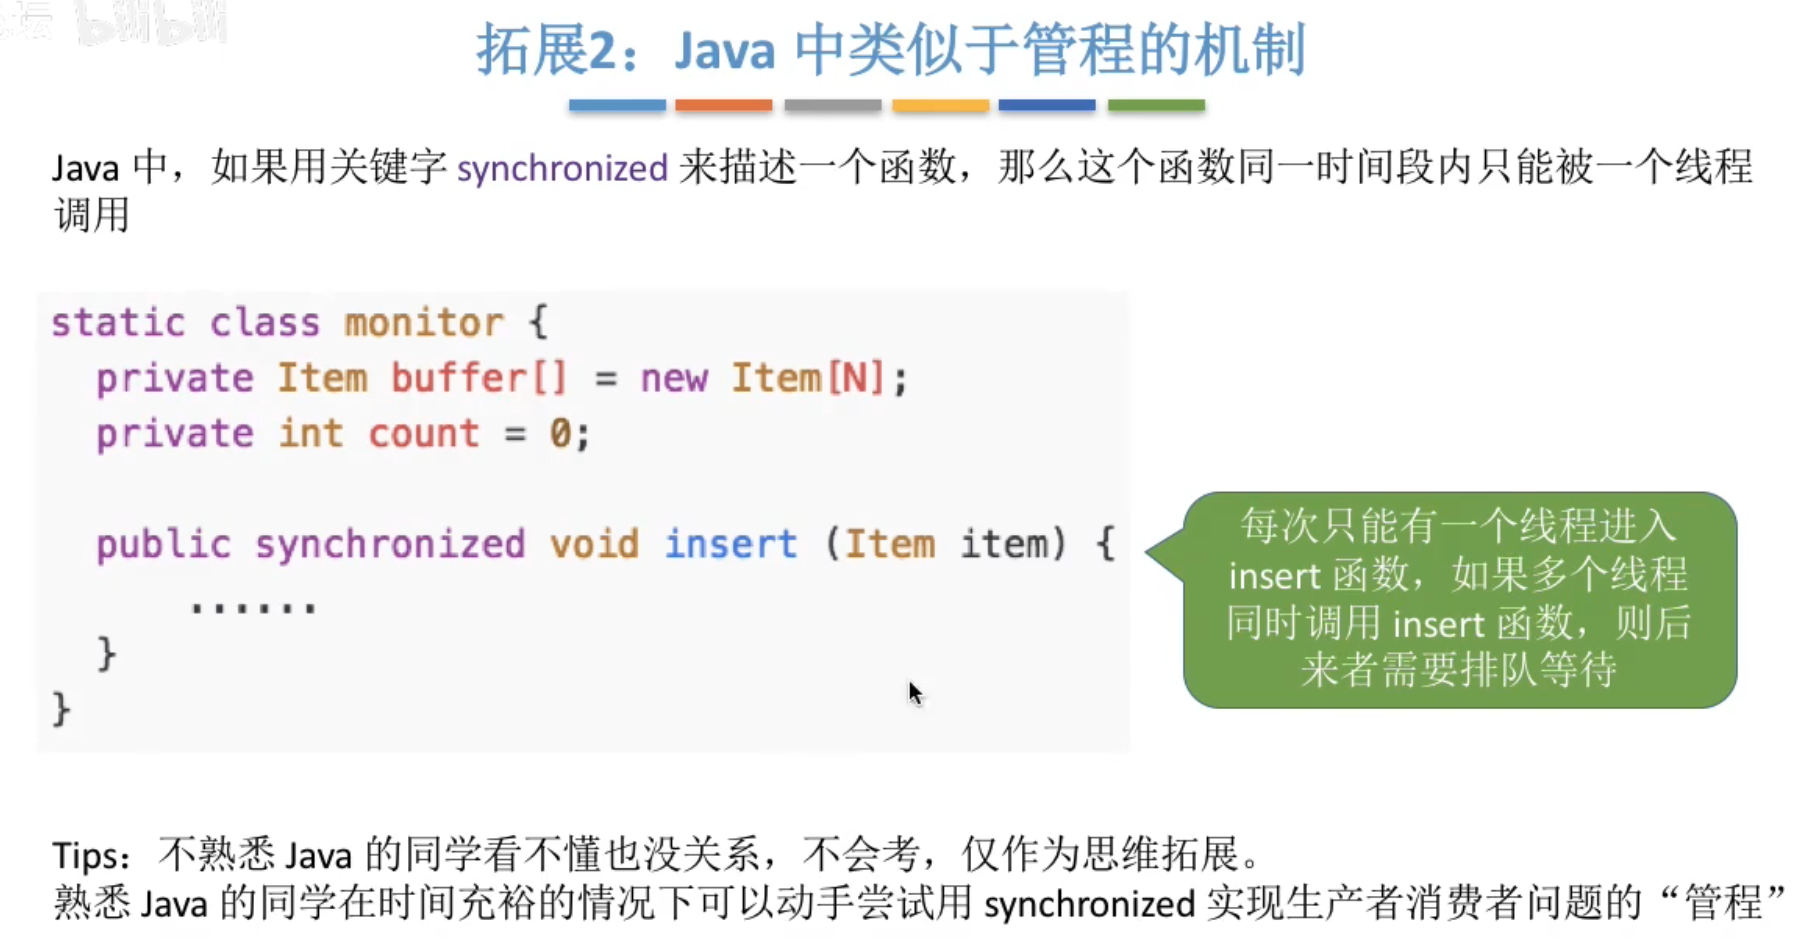 坛 bilibili
拓展2：Java 中类似于管程的机制
Java 中，如果用关键字 synchronized 来描述一个函数，那么这个函数同一时间段内只能被一个线程
调用
static class monitor {
private Item buffer[] = new Item[N];
private int count = 0;
public synchronized void insert (Item item) {
······
}
}
每次只能有一个线程进入
insert 函数，如果多个线程
同时调用 insert 函数，则后
来者需要排队等待
Tips：不熟悉 Java 的同学看不懂也没关系，不会考，仅作为思维拓展。
熟悉 Java 的同学在时间充裕的情况下可以动手尝试用 synchronized 实现生产者消费者问题的“管程”